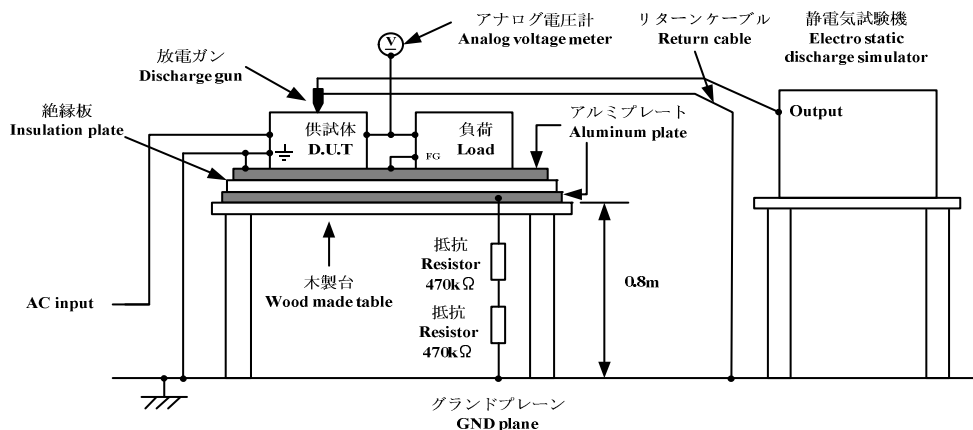 アナログ電圧計
Analog voltage meter
リターンケーブル
Return cable
静電気試験機
Electro static
discharge simulator
放電ガン
Discharge gun
V
絶縁板
Insulation plate
供試体
D.U.T
負荷
Load
FG
アルミプレート
Aluminum plate
Output
抵抗
Resistor
470kΩ
木製台
Wood made table
0.8m
AC input
抵抗
Resistor
470kΩ
グランドプレーン
GND plane